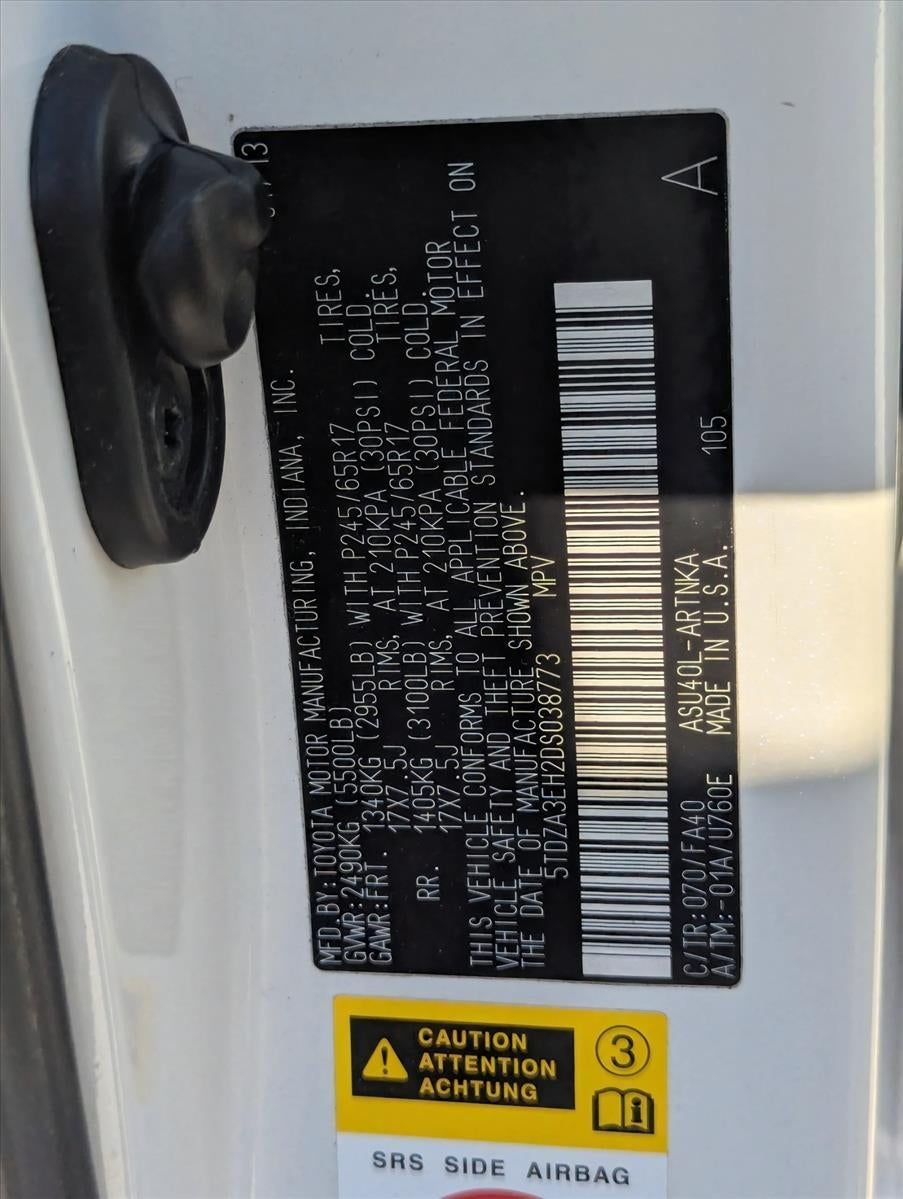 MFD.BY:TOYOTA MOTOR MANUFACTURING, INDIANA, INC. 13
GVWR:2490KG (5500LB)
GAWR:FRT. 1340KG (2955LB) WITH P245/65R17 TIRES,
17X7.5J RIMS, AT 210KPA (30PSI) COLD.
RR. 1405KG (3100LB) WITH P245/65R17 TIRES,
17X7.5J RIMS, AT 210KPA (30PSI) COLD.
THIS VEHICLE CONFORMS TO ALL APPLICABLE FEDERAL MOTOR
VEHICLE SAFETY AND THEFT PREVENTION STANDARDS IN EFFECT ON
THE DATE OF MANUFACTURE SHOWN ABOVE.
5TDZA3EH2DS038773 MPV
C/TR:070/FA40 ASU40L-ARTNKA 105
A/TM:-01A/U760E MADE IN U.S.A.
A
CAUTION
ATTENTION
ACHTUNG
3
SRS SIDE AIRBAG